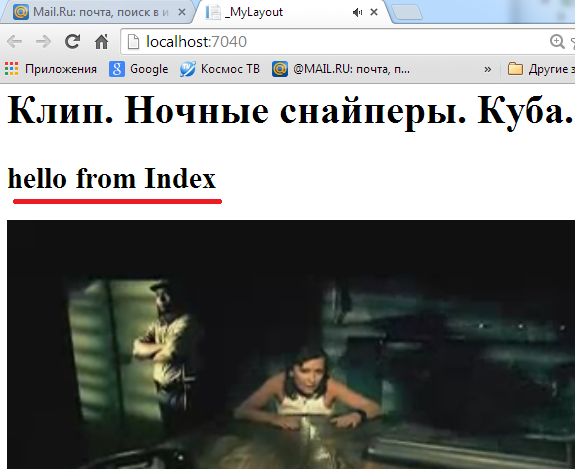 Mail.Ru: почта, поиск в и
_MyLayout
localhost:7040
Приложения
Google
Космос ТВ
@MAIL.RU: почта, п...
»
Другие з
Клип. Ночные снайперы. Куба.
hello from Index